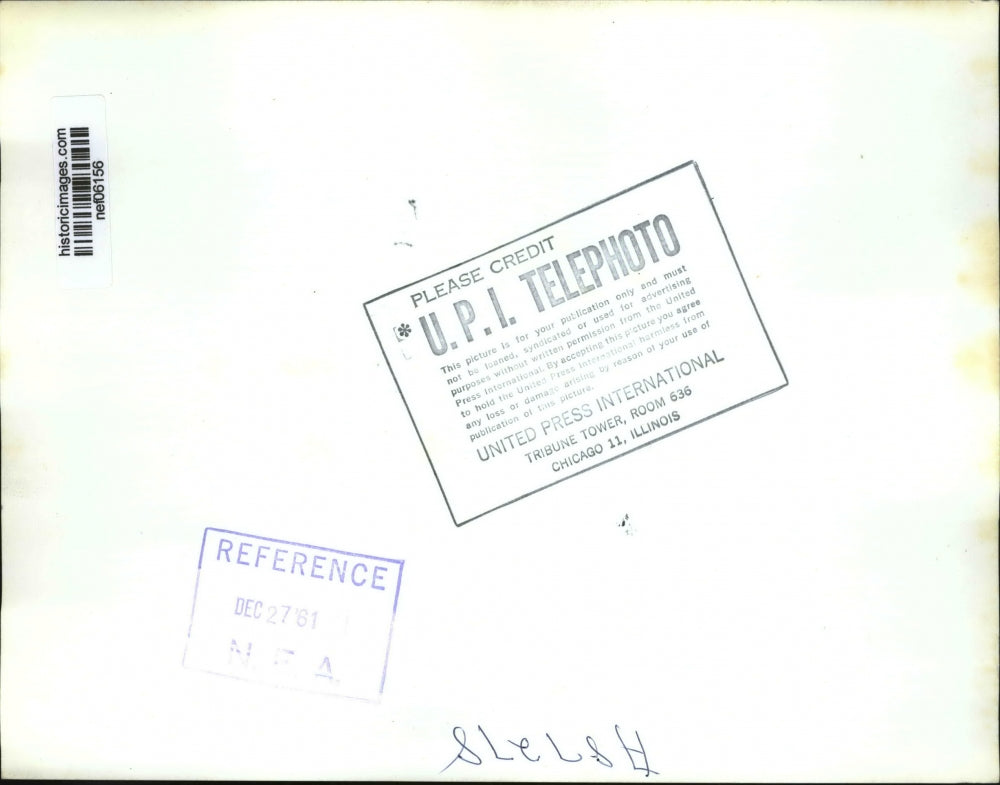 historicimages.com
nef06156
PLEASE CREDIT
* U.P.I. TELEPHOTO
This picture is for your publication only and must
not be loaned, syndicated or used for advertising
purposes without written permission from the United
Press International. By accepting this picture you agree
to hold the United Press International harmless from
any loss or damage arising by reason of your use of
publication of this picture.
UNITED PRESS INTERNATIONAL
TRIBUNE TOWER, ROOM 636
CHICAGO 11, ILLINOIS
REFERENCE
DEC 27 '61
N. E. A.